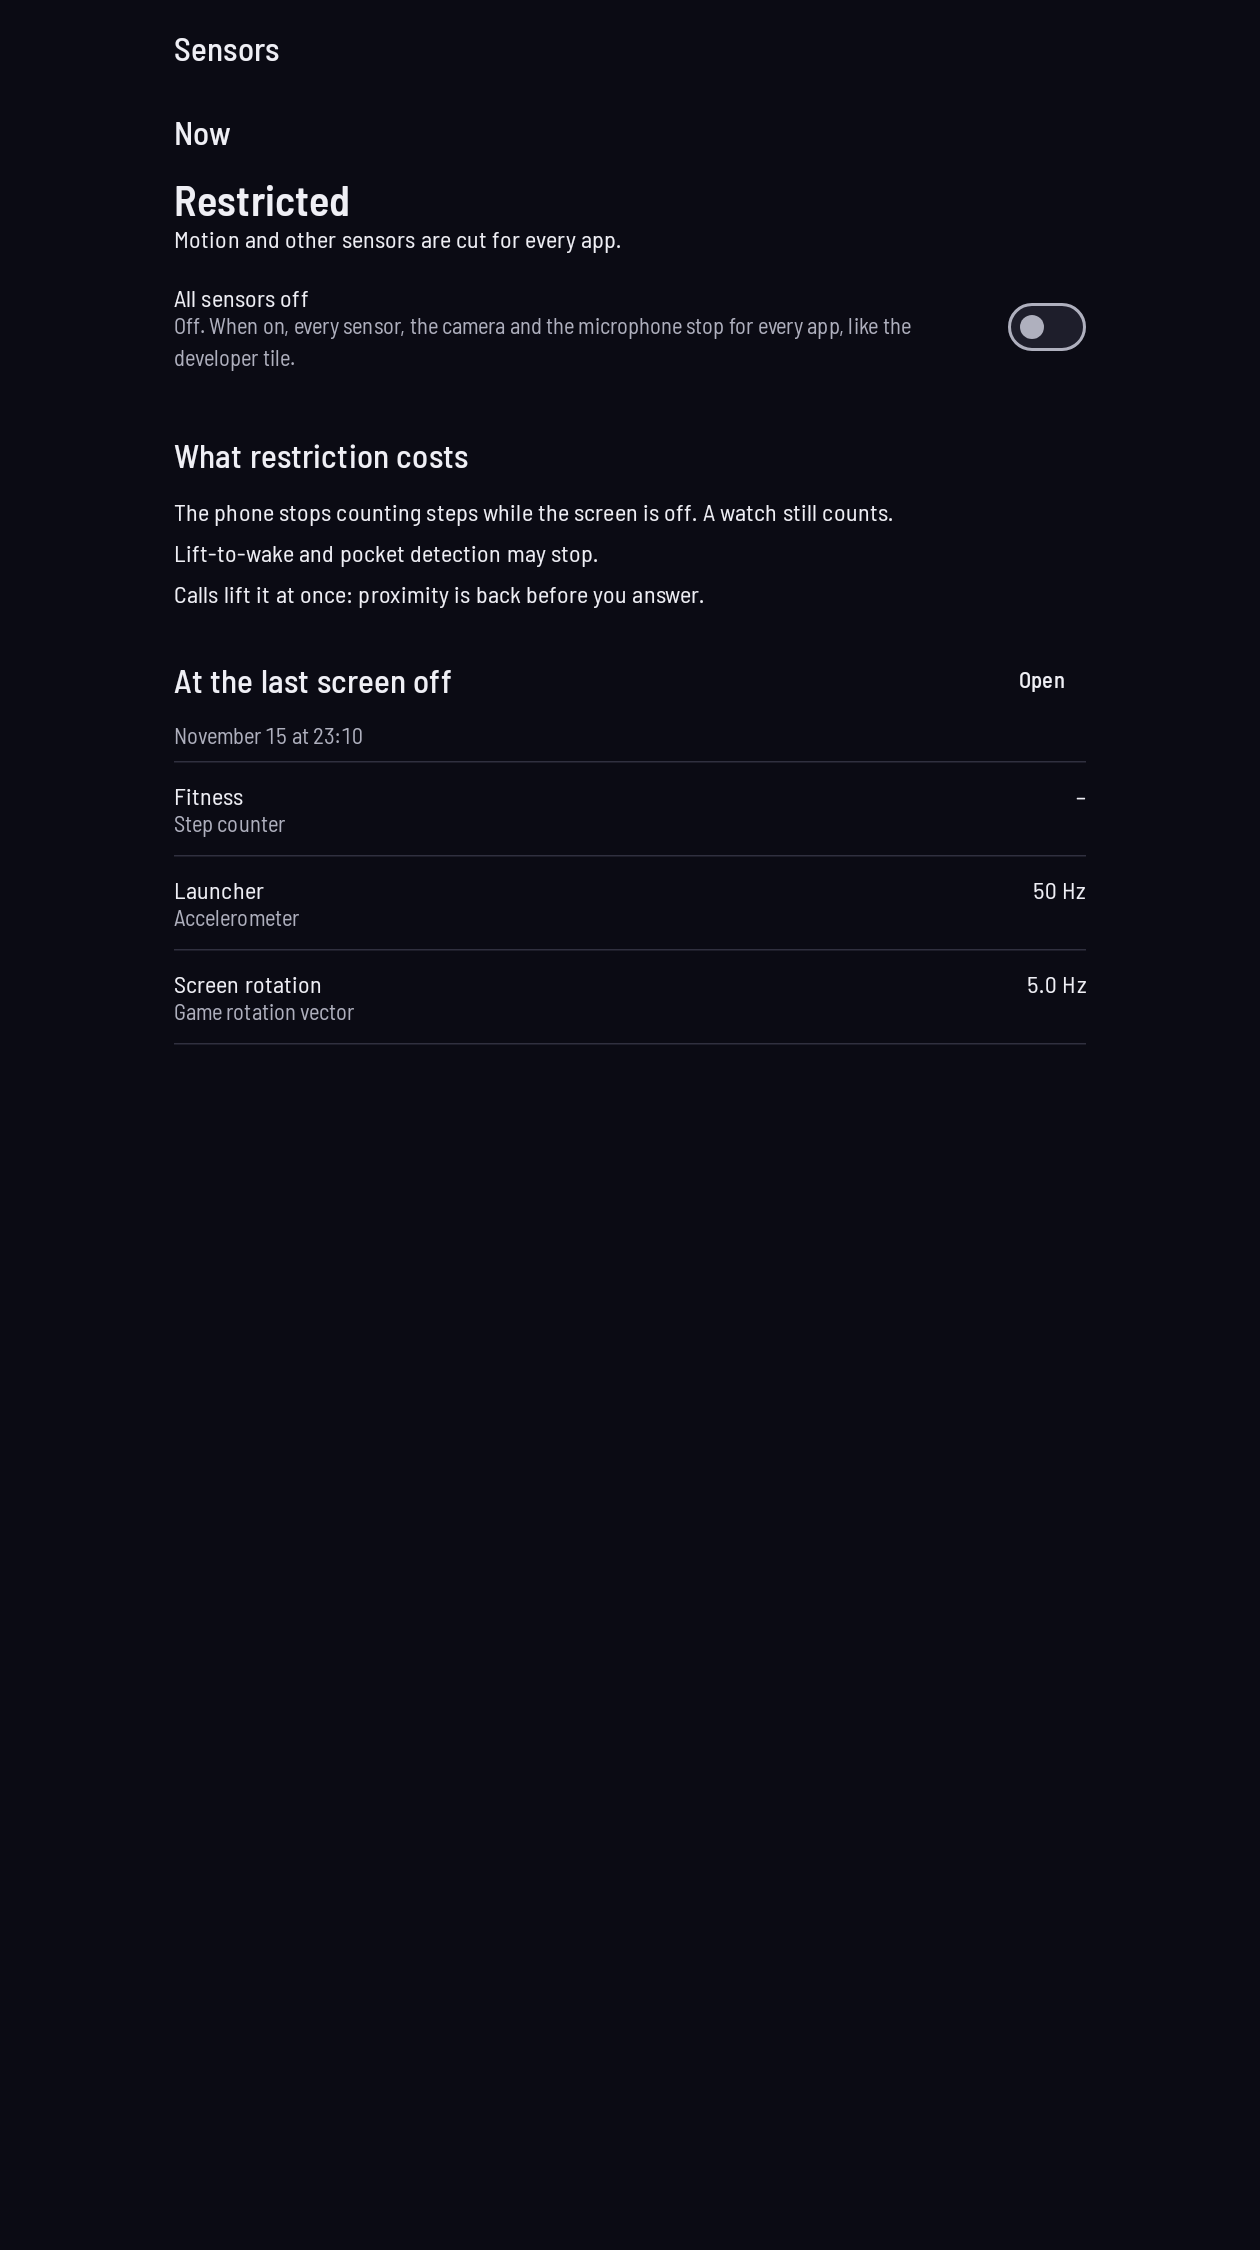 Sensors
Now
Restricted
Motion and other sensors are cut for every app.
All sensors off
Off. When on, every sensor, the camera and the microphone stop for every app, like the
developer tile.
What restriction costs
The phone stops counting steps while the screen is off. A watch still counts.
Lift-to-wake and pocket detection may stop.
Calls lift it at once: proximity is back before you answer.
At the last screen off
Open
November 15 at 23:10
Fitness
–
Step counter
Launcher
50 Hz
Accelerometer
Screen rotation
5.0 Hz
Game rotation vector